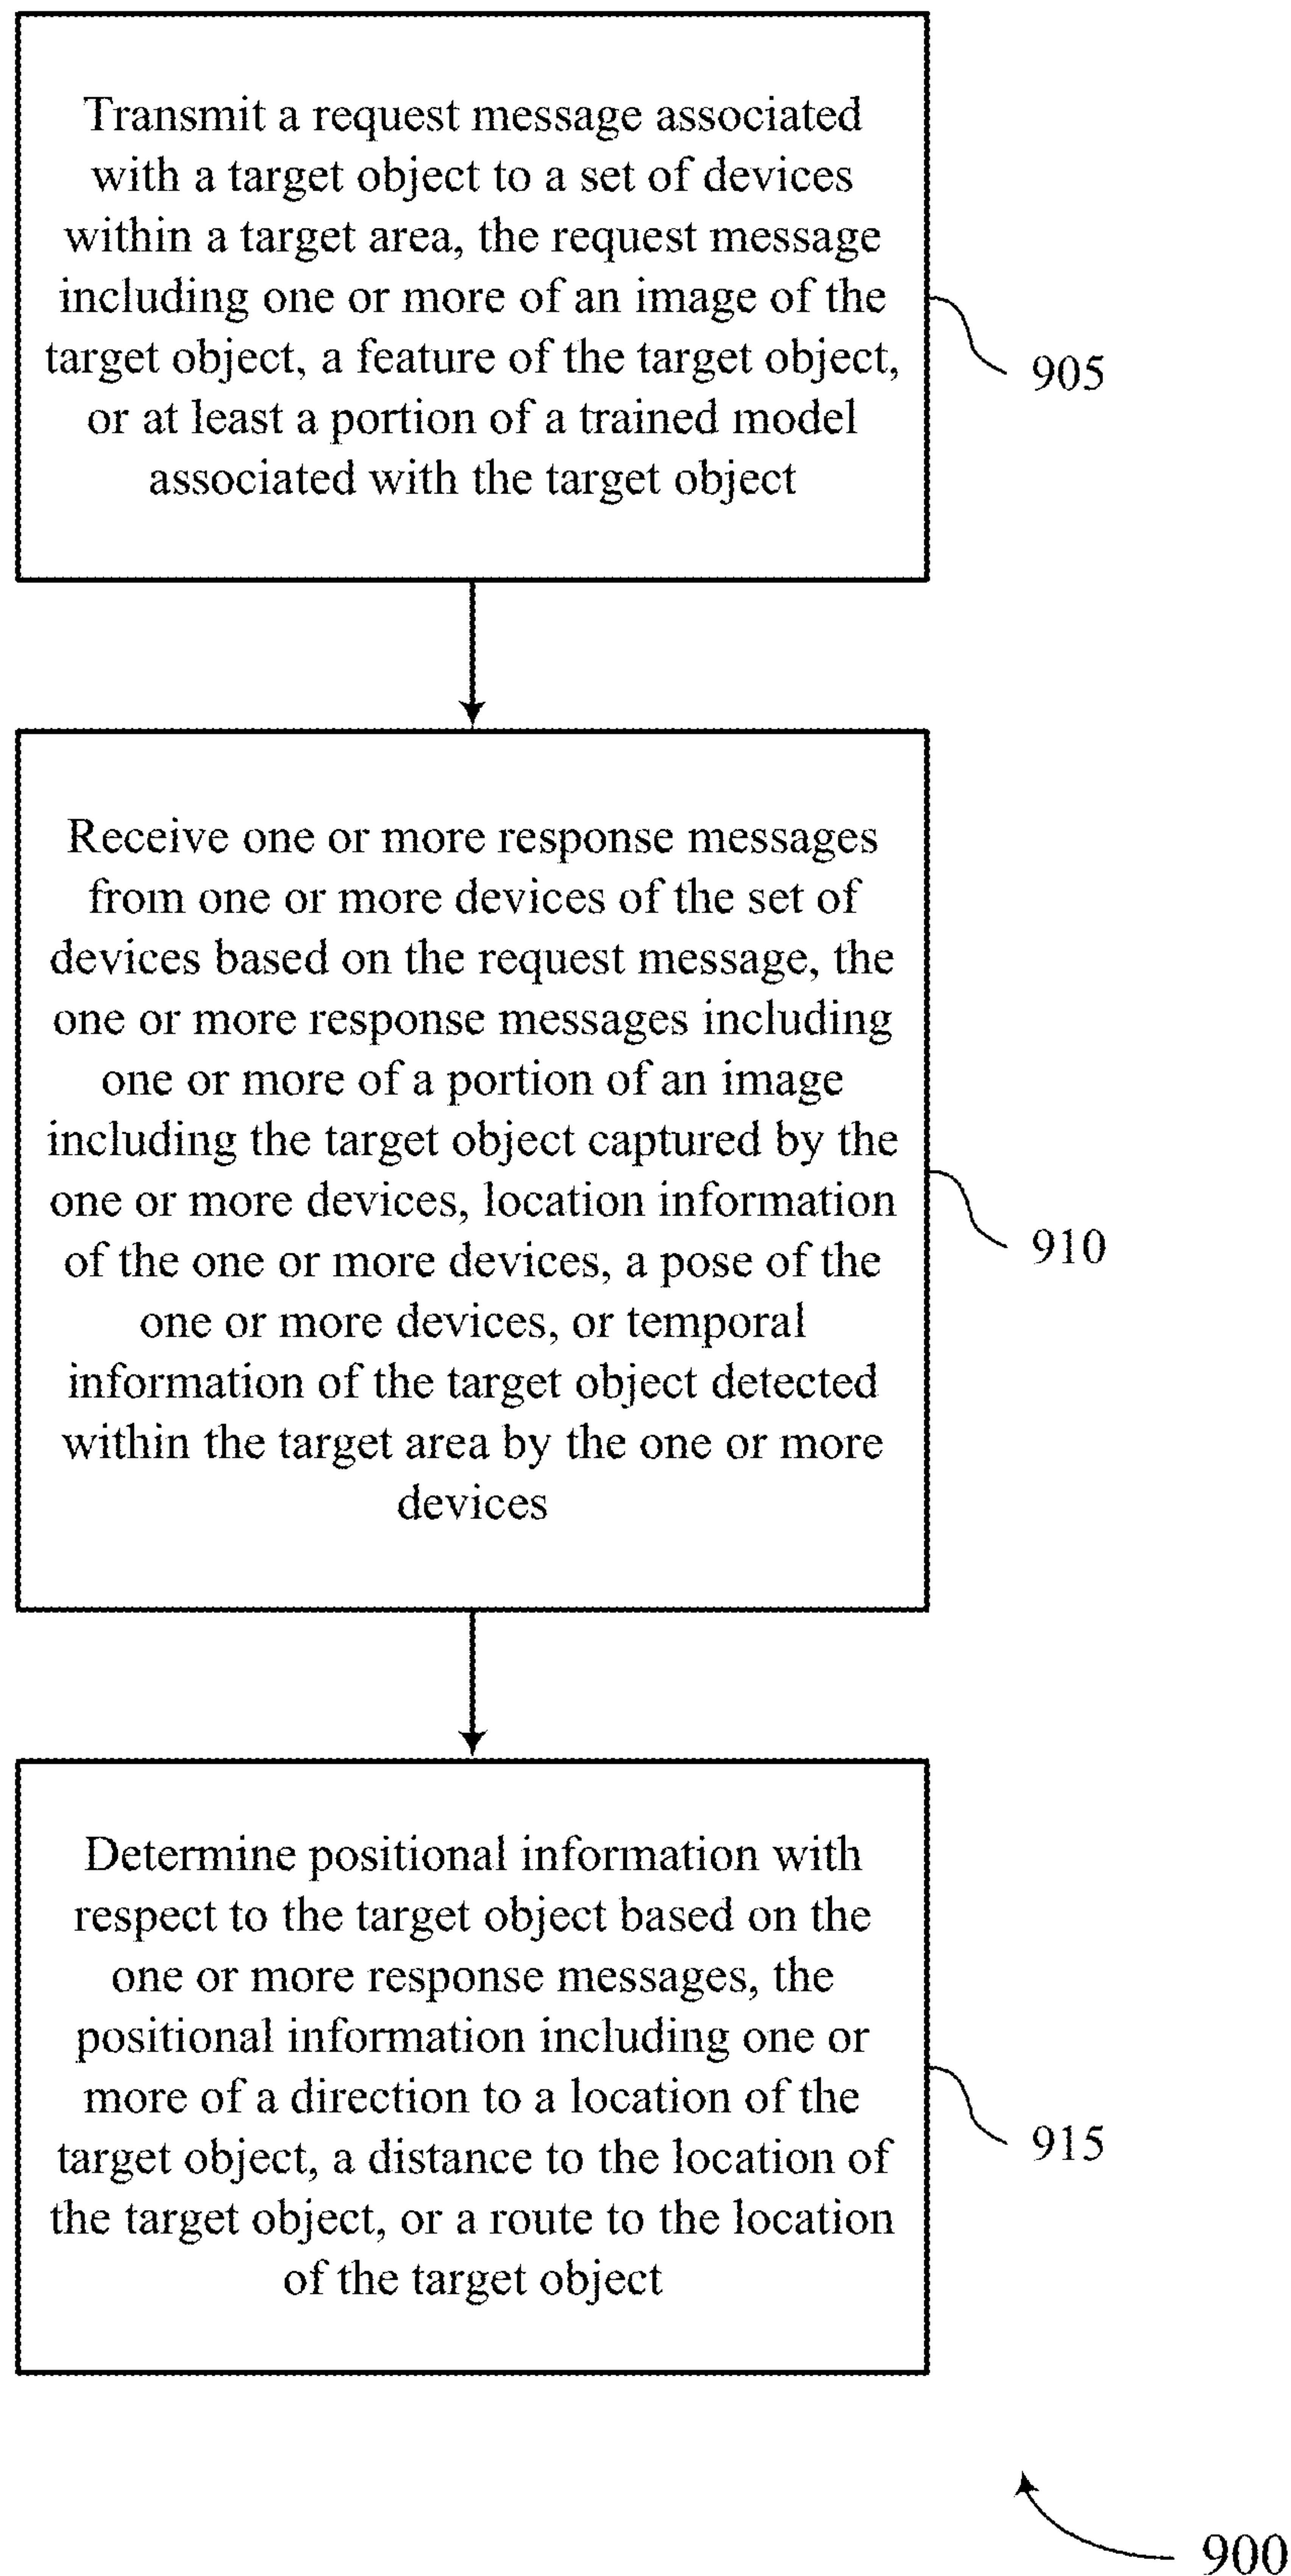 Transmit a request message associated
with a target object to a set of devices
within a target area, the request message
including one or more of an image of the
target object, a feature of the target object,
or at least a portion of a trained model
associated with the target object
905
Receive one or more response messages
from one or more devices of the set of
devices based on the request message, the
one or more response messages including
one or more of a portion of an image
including the target object captured by the
one or more devices, location information
of the one or more devices, a pose of the
one or more devices, or temporal
information of the target object detected
within the target area by the one or more
devices
910
Determine positional information with
respect to the target object based on the
one or more response messages, the
positional information including one or
more of a direction to a location of the
target object, a distance to the location of
the target object, or a route to the location
of the target object
915
900